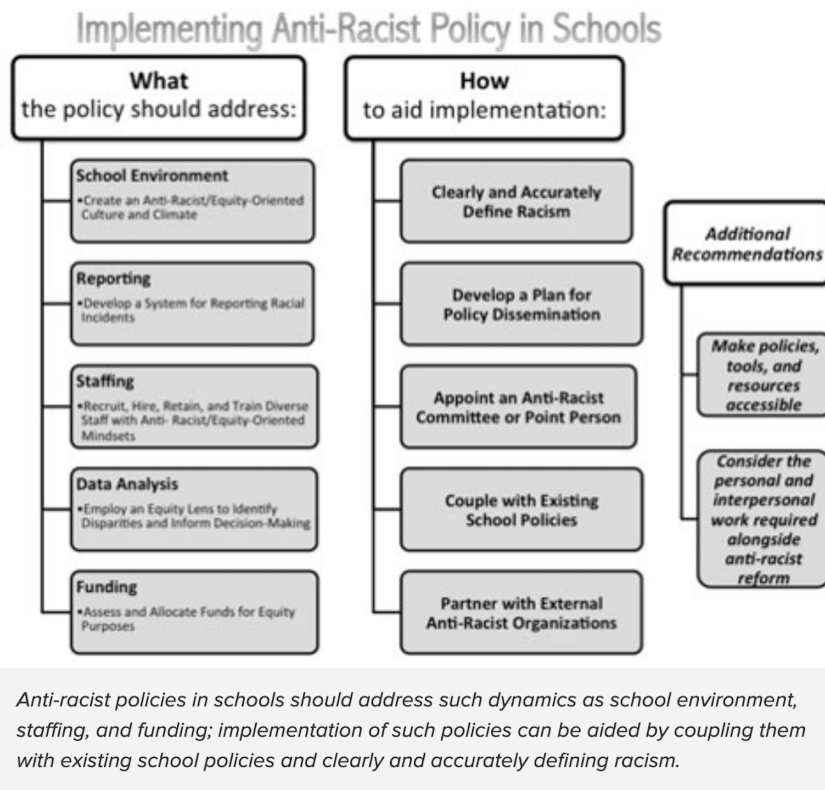 Implementing Anti-Racist Policy in Schools
What
the policy should address:
School Environment
•Create an Anti-Racist/Equity-Oriented
Culture and Climate
Reporting
•Develop a System for Reporting Racial
Incidents
Staffing
•Recruit, Hire, Retain, and Train Diverse
Staff with Anti- Racist/Equity-Oriented
Mindsets
Data Analysis
•Employ an Equity Lens to Identify
Disparities and Inform Decision-Making
Funding
•Assess and Allocate Funds for Equity
Purposes
How
to aid implementation:
Clearly and Accurately
Define Racism
Develop a Plan for
Policy Dissemination
Appoint an Anti-Racist
Committee or Point Person
Couple with Existing
School Policies
Partner with External
Anti-Racist Organizations
Additional
Recommendations
Make policies,
tools, and
resources
accessible
Consider the
personal and
interpersonal
work required
alongside
anti-racist
reform
Anti-racist policies in schools should address such dynamics as school environment,
staffing, and funding; implementation of such policies can be aided by coupling them
with existing school policies and clearly and accurately defining racism.